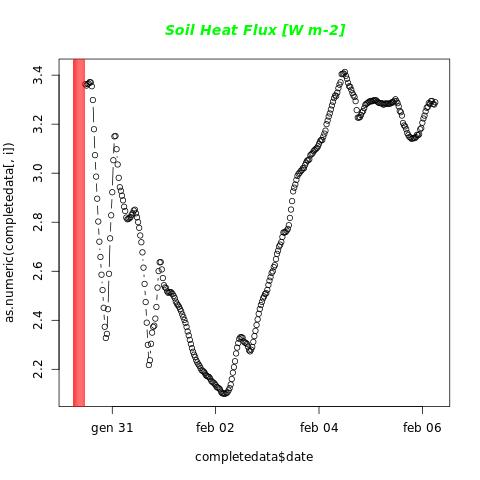 Soil Heat Flux [W m-2]
as.numeric(completedata[, i])
3.4
3.2
3.0
2.8
2.6
2.4
2.2
gen 31
feb 02
feb 04
feb 06
completedata$date